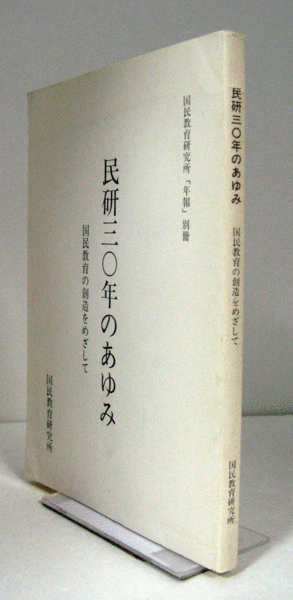 国民教育研究所「年報」別冊
民研三〇年のあゆみ
国民教育の創造をめざして
国民教育研究所
民研三〇年のあゆみ
国民教育の創造をめざして
国民教育研究所